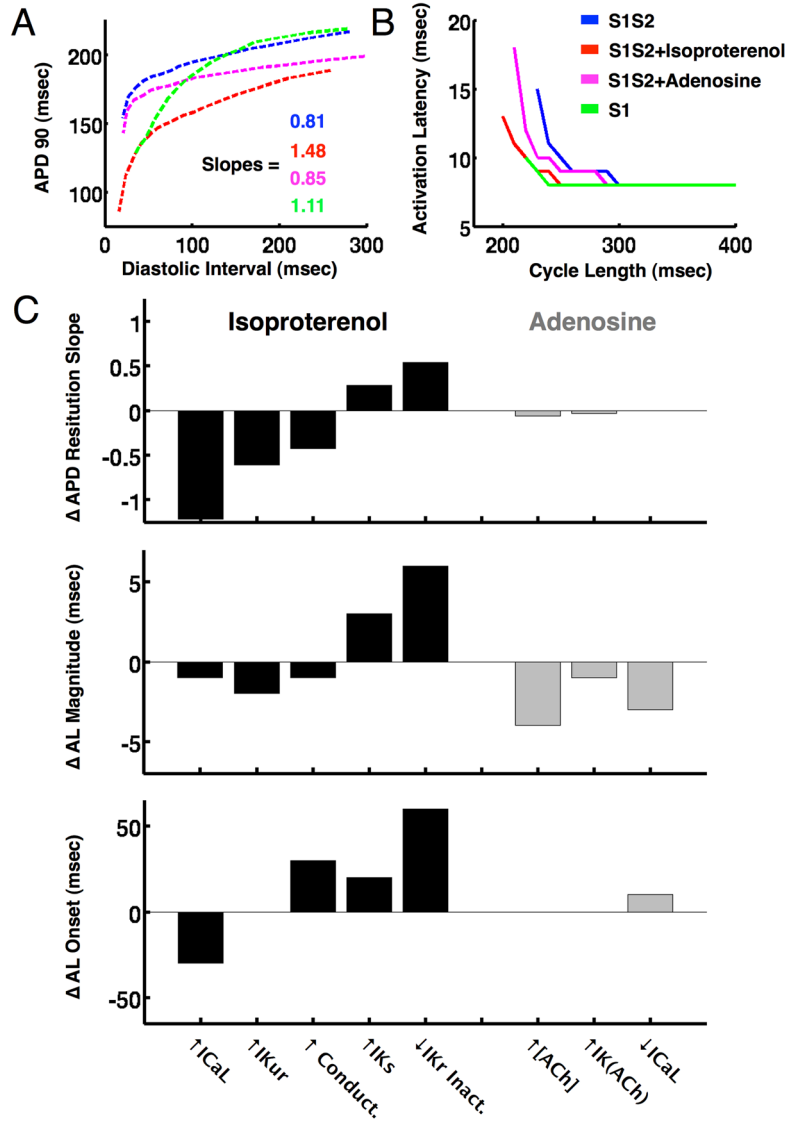 A
APD 90 (msec)
200
150
100
0
100
200
300
Diastolic Interval (msec)
Slopes =
0.81
1.48
0.85
1.11
B
Activation Latency (msec)
20
15
10
5
200
300
400
Cycle Length (msec)
S1S2
S1S2+Isoproterenol
S1S2+Adenosine
S1
C
Isoproterenol
Adenosine
Δ APD Resitution Slope
1
0.5
0
-0.5
-1
Δ AL Magnitude (msec)
5
0
-5
Δ AL Onset (msec)
50
0
-50
↑ICaL
↑IKur
↑ Conduct.
↑IKs
↓IKr Inact.
↑[ACh]
↑IK(ACh)
↓ICaL